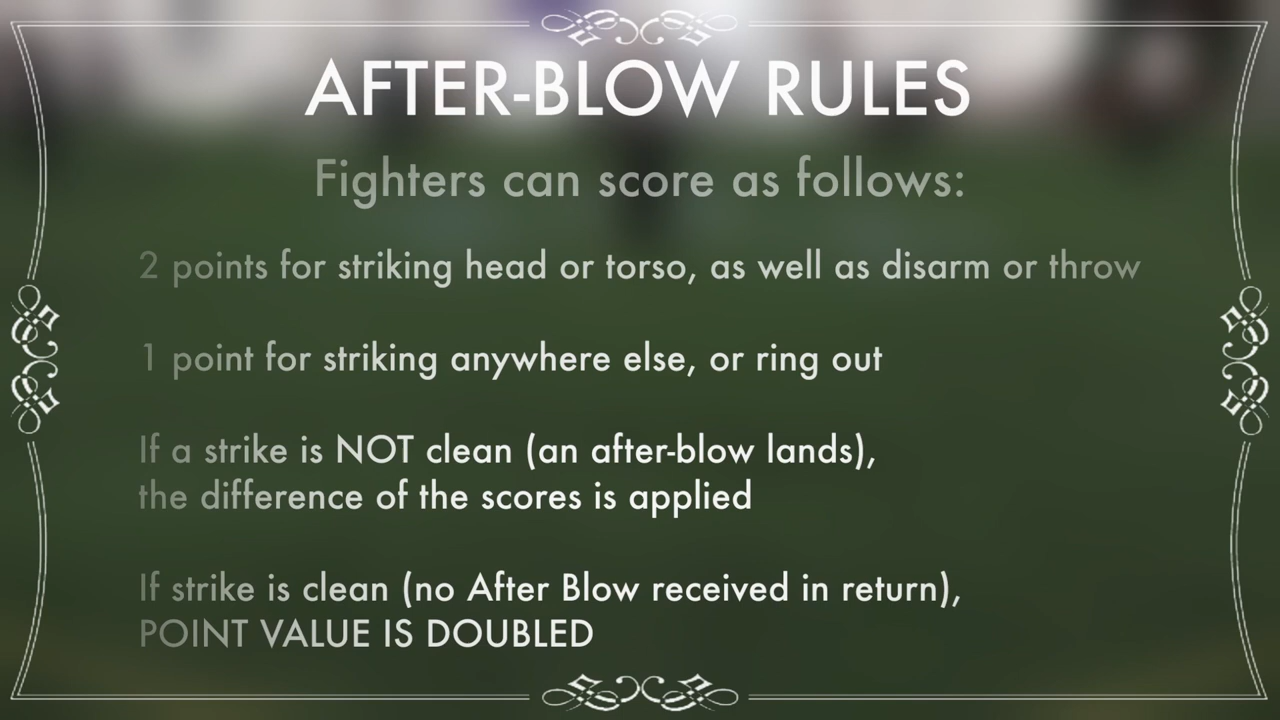 AFTER-BLOW RULES
Fighters can score as follows:
2 points for striking head or torso, as well as disarm or throw
1 point for striking anywhere else, or ring out
If a strike is NOT clean (an after-blow lands),
the difference of the scores is applied
If strike is clean (no After Blow received in return),
POINT VALUE IS DOUBLED